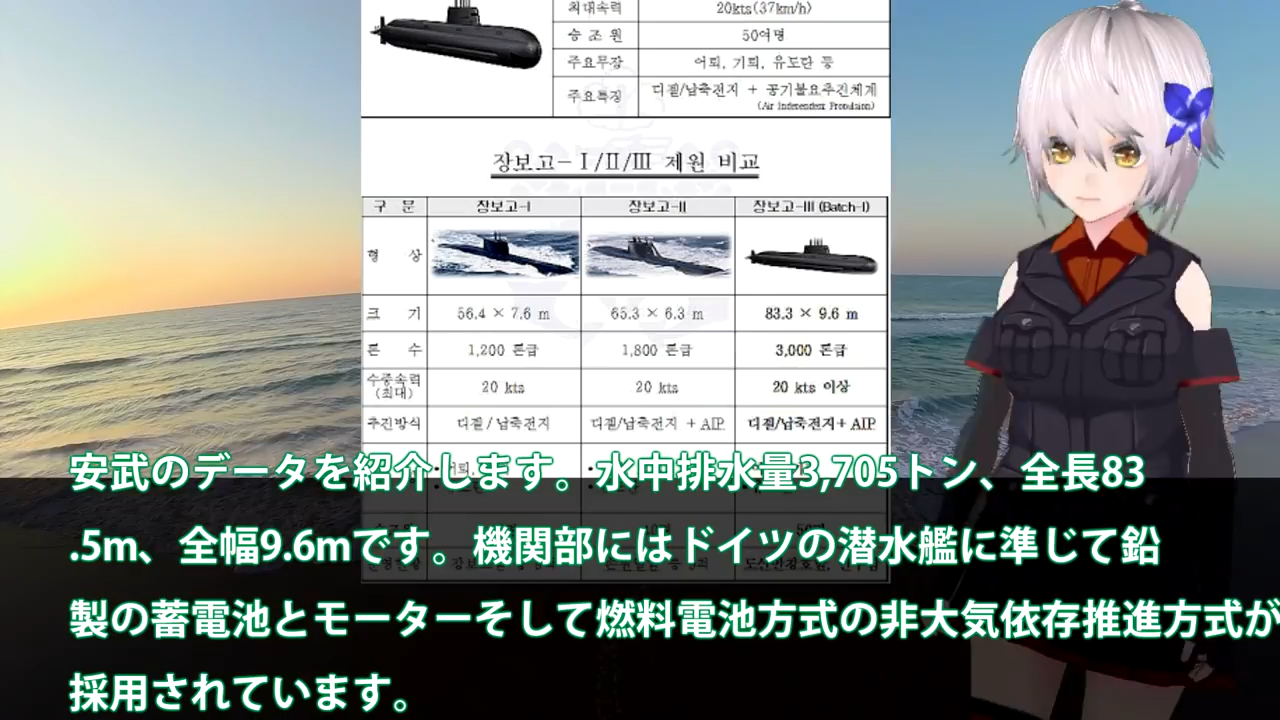 최대속력 20kts(37km/h)
승 조 원 50여명
주요무장 어뢰, 기뢰, 유도탄 등
주요특징 디젤/납축전지 + 공기불요추진체계
(Air Independent Propulsion)
장보고-Ⅰ/Ⅱ/Ⅲ 제원 비교
구 분 장보고-I 장보고-II 장보고-III (Batch-I)
형 상
크 기 56.4 × 7.6 m 65.3 × 6.3 m 83.3 × 9.6 m
톤 수 1,200 톤급 1,800 톤급 3,000 톤급
수중속력 20 kts 20 kts 20 kts 이상
(최대)
추진방식 디젤/납축전지 디젤/납축전지 + AIP 디젤/납축전지+ AIP
安武のデータを紹介します。水中排水量3,705トン、全長83
.5m、全幅9.6mです。機関部にはドイツの潜水艦に準じて鉛
製の蓄電池とモーターそして燃料電池方式の非大気依存推進方式が
採用されています。